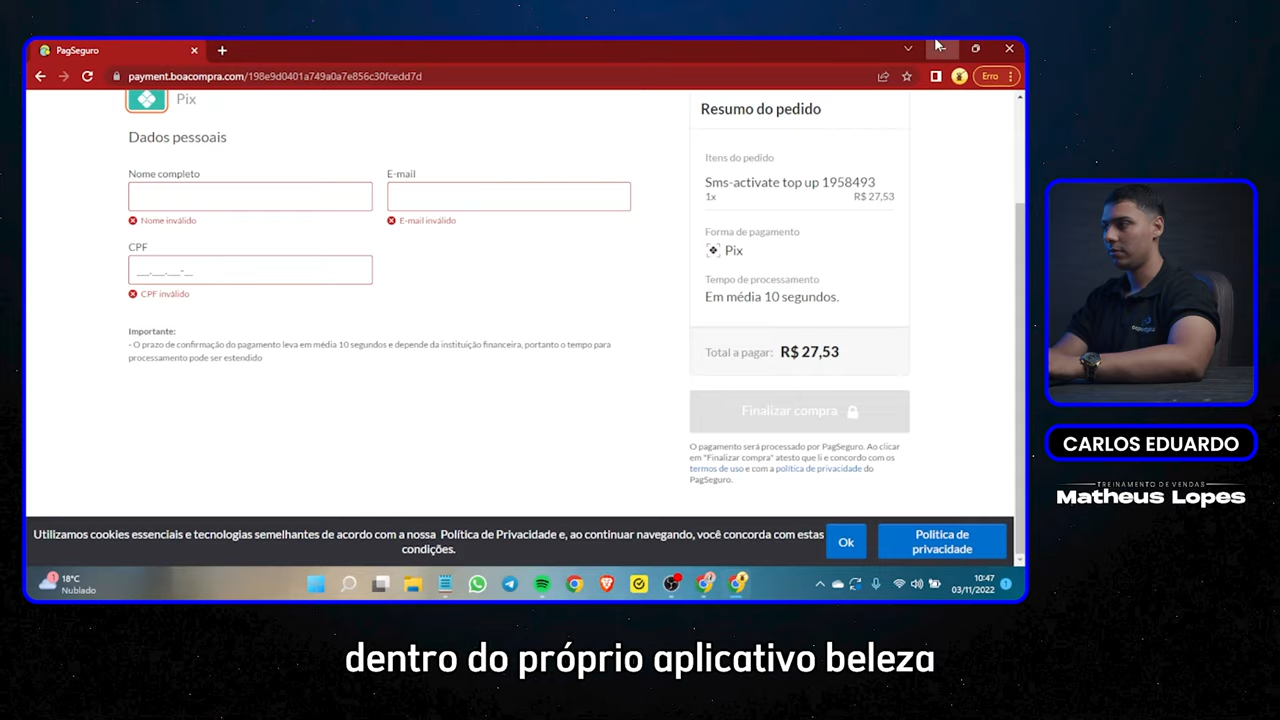 PagSeguro
payment.boacompra.com/198e9d0401a749a0a7e856c30fcedd7d
Erro
Pix
Dados pessoais
Nome completo
E-mail
Nome inválido
E-mail inválido
CPF
___.___.___-__
CPF inválido
Importante:
- O prazo de confirmação do pagamento leva em média 10 segundos e depende da instituição financeira, portanto o tempo para
processamento pode ser estendido
Resumo do pedido
Itens do pedido
Sms-activate top up 1958493
1x R$ 27,53
Forma de pagamento
Pix
Tempo de processamento
Em média 10 segundos.
Total a pagar: R$ 27,53
Finalizar compra
O pagamento será processado por PagSeguro. Ao clicar
em "Finalizar compra" atesto que li e concordo com os
termos de uso e com a política de privacidade do
PagSeguro.
Utilizamos cookies essenciais e tecnologias semelhantes de acordo com a nossa Política de Privacidade e, ao continuar navegando, você concorda com estas
condições.
Ok
Politica de
privacidade
1
18°C
Nublado
10:47
03/11/2022
1
CARLOS EDUARDO
TREINAMENTO DE VENDAS
Matheus Lopes
dentro do próprio aplicativo beleza